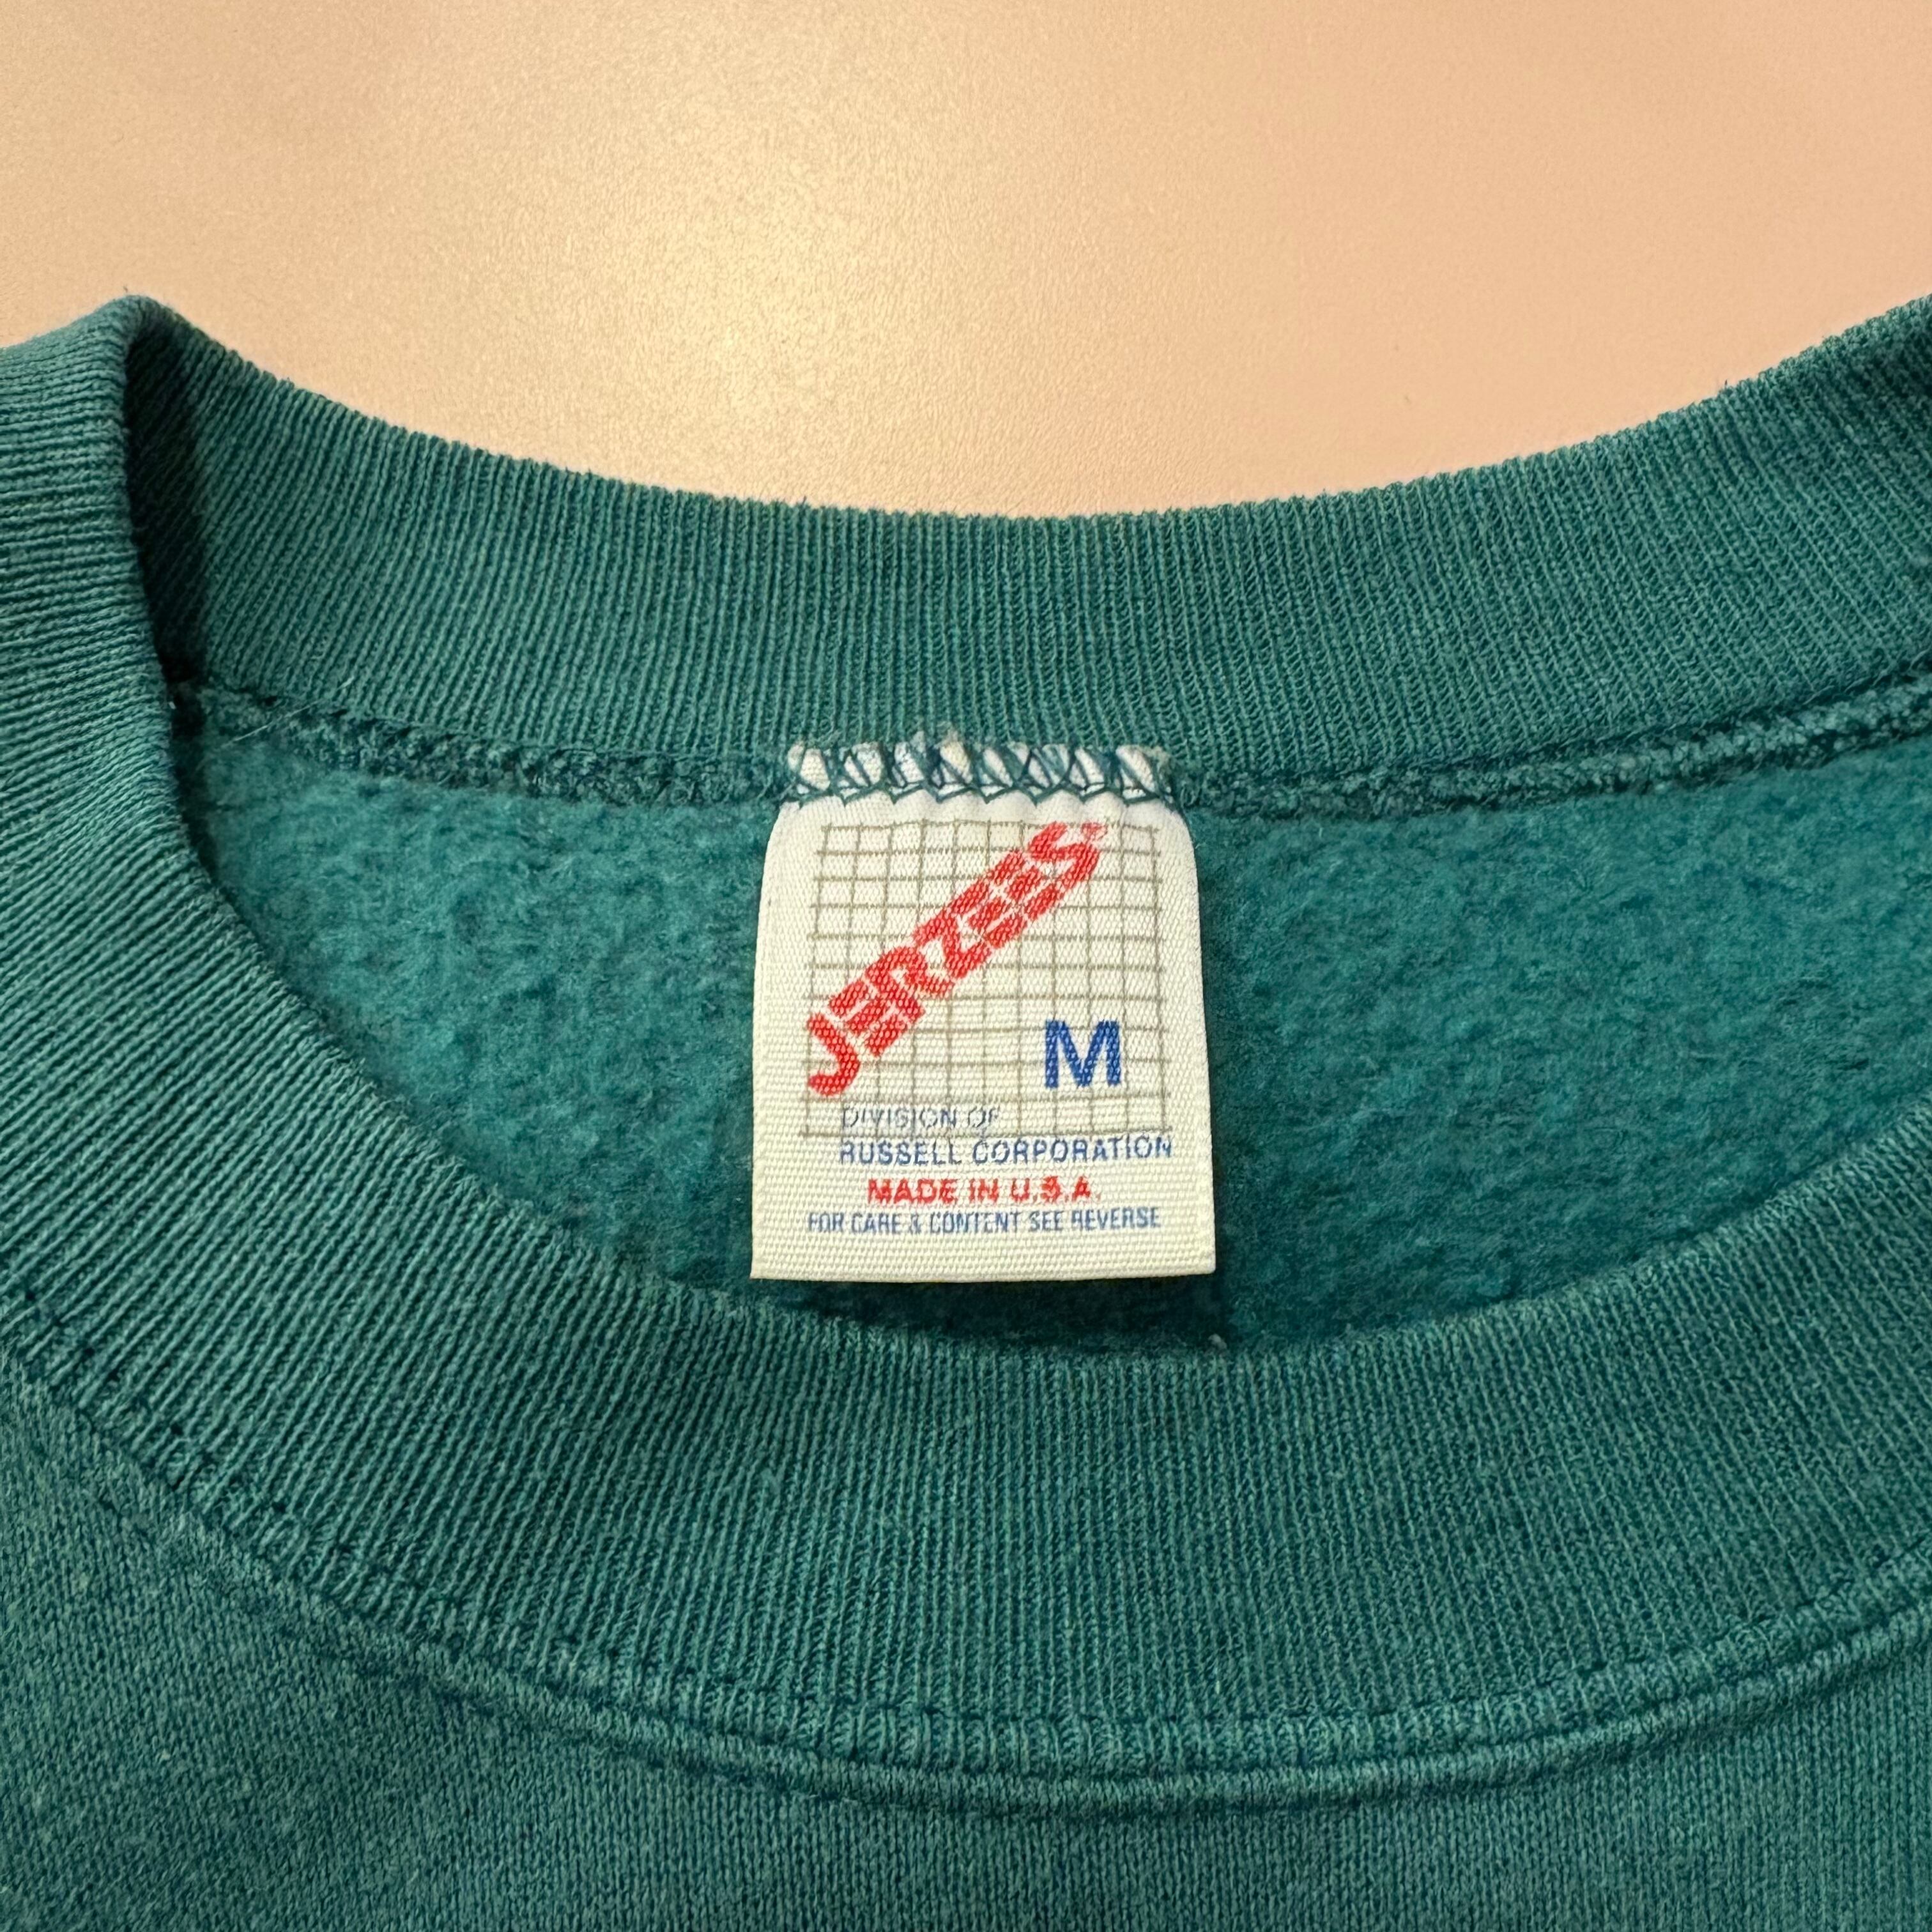 JERZEES®
M
DIVISION OF
RUSSELL CORPORATION
MADE IN U.S.A.
FOR CARE & CONTENT SEE REVERSE